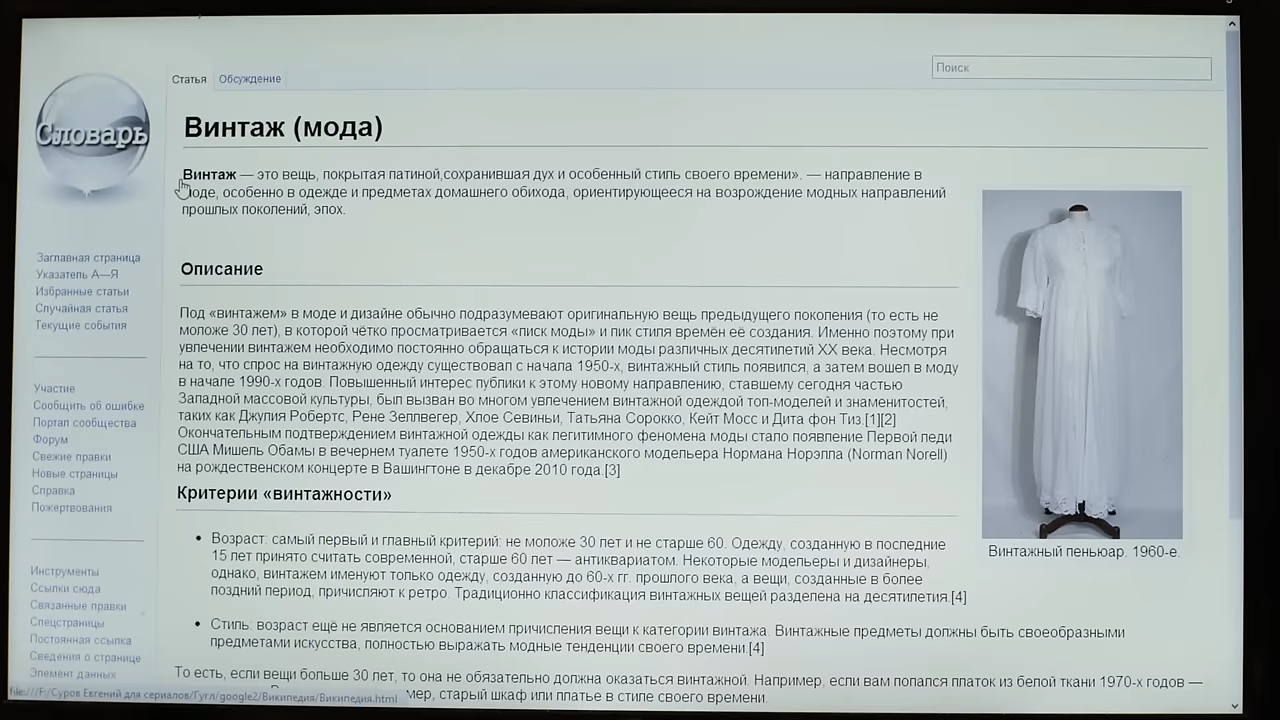 Поиск
Словарь
Статья
Обсуждение
Винтаж (мода)
Винтаж — это вещь, покрытая патиной,сохранившая дух и особенный стиль своего времени». — направление в
моде, особенно в одежде и предметах домашнего обихода, ориентирующееся на возрождение модных направлений
прошлых поколений, эпох.
Описание
Под «винтажем» в моде и дизайне обычно подразумевают оригинальную вещь предыдущего поколения (то есть не
моложе 30 лет), в которой чётко просматривается «писк моды» и пик стиля времён её создания. Именно поэтому при
увлечении винтажем необходимо постоянно обращаться к истории моды различных десятилетий XX века. Несмотря
на то, что спрос на винтажную одежду существовал с начала 1950-х, винтажный стиль появился, а затем вошел в моду
в начале 1990-х годов. Повышенный интерес публики к этому новому направлению, ставшему сегодня частью
Западной массовой культуры, был вызван во многом увлечением винтажной одеждой топ-моделей и знаменитостей,
таких как Джулия Робертс, Рене Зеллвегер, Хлое Севиньи, Татьяна Сорокко, Кейт Мосс и Дита фон Тиз.[1][2]
Окончательным подтверждением винтажной одежды как легитимного феномена моды стало появление Первой леди
США Мишель Обамы в вечернем туалете 1950-х годов американского модельера Нормана Норэлла (Norman Norell)
на рождественском концерте в Вашингтоне в декабре 2010 года.[3]
Критерии «винтажности»
Возраст: самый первый и главный критерий: не моложе 30 лет и не старше 60. Одежду, созданную в последние
15 лет принято считать современной, старше 60 лет — антиквариатом. Некоторые модельеры и дизайнеры,
однако, винтажем именуют только одежду, созданную до 60-х гг. прошлого века, а вещи, созданные в более
поздний период, причисляют к ретро. Традиционно классификация винтажных вещей разделена на десятилетия.[4]
Стиль: возраст ещё не является основанием причисления вещи к категории винтажа. Винтажные предметы должны быть своеобразными
предметами искусства, полностью выражать модные тенденции своего времени.[4]
То есть, если вещи больше 30 лет, то она не обязательно должна оказаться винтажной. Например, если вам попался платок из белой ткани 1970-х годов —
мер, старый шкаф или платье в стиле своего времени.
Винтажный пеньюар. 1960-е.
Заглавная страница
Указатель А—Я
Избранные статьи
Случайная статья
Текущие события
Участие
Сообщить об ошибке
Портал сообщества
Форум
Свежие правки
Новые страницы
Справка
Пожертвования
Инструменты
Ссылки сюда
Связанные правки
Спецстраницы
Постоянная ссылка
Сведения о странице
Элемент данных
file:///F:/Суров Евгений для сериалов/Гугл/google2/Википедия/Википедия.html